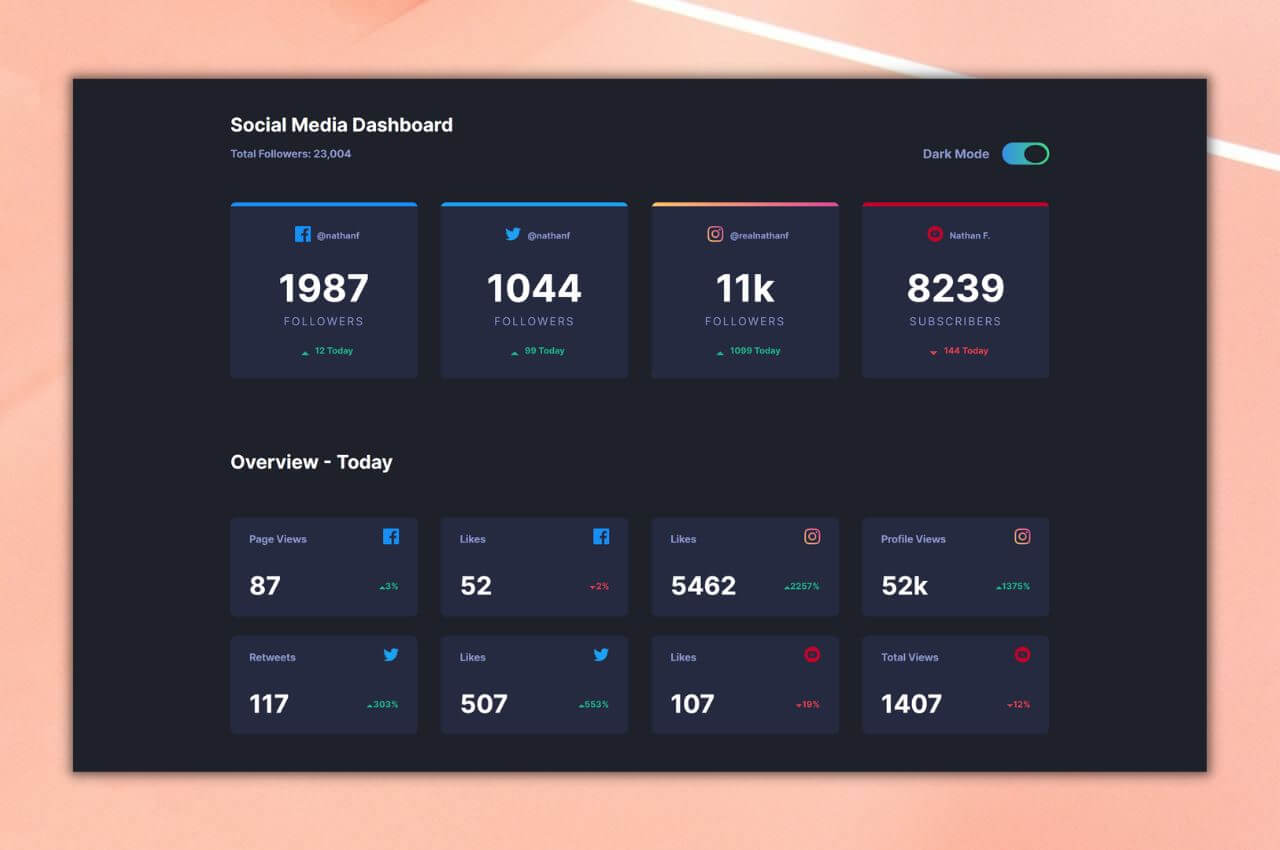 Social Media Dashboard
Total Followers: 23,004
Dark Mode
@nathanf
1987
FOLLOWERS
12 Today
@nathanf
1044
FOLLOWERS
99 Today
@realnathanf
11k
FOLLOWERS
1099 Today
Nathan F.
8239
SUBSCRIBERS
144 Today
Overview - Today
Page Views
87
3%
Likes
52
2%
Likes
5462
2257%
Profile Views
52k
1375%
Retweets
117
303%
Likes
507
553%
Likes
107
19%
Total Views
1407
12%